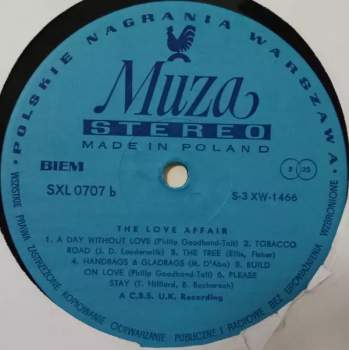 POLSKIE NAGRANIA WARSZAWA
Muza
STEREO
MADE IN POLAND
BIEM
SXL 0707 b
S-3 XW-1466
THE LOVE AFFAIR
1. A DAY WITHOUT LOVE (Philip Goodhand-Tait) 2. TOBACCO
ROAD (J. D. Loudermilk) 3. THE TREE (Ellis, Fisher)
4. HANDBAGS & GLADRAGS (M. D'Abo) 5. BUILD
ON LOVE (Philip Goodhand-Tait) 6. PLEASE
STAY (T. Hilliard, B. Bacharach)
A C.B.S. U.K. Recording
WSZYSTKIE PRAWA ZASTRZEŻONE KOPIOWANIE ODTWARZANIE PUBLICZNE I RADIOWE BEZ UPOWAŻNIENIA WZBRONIONE